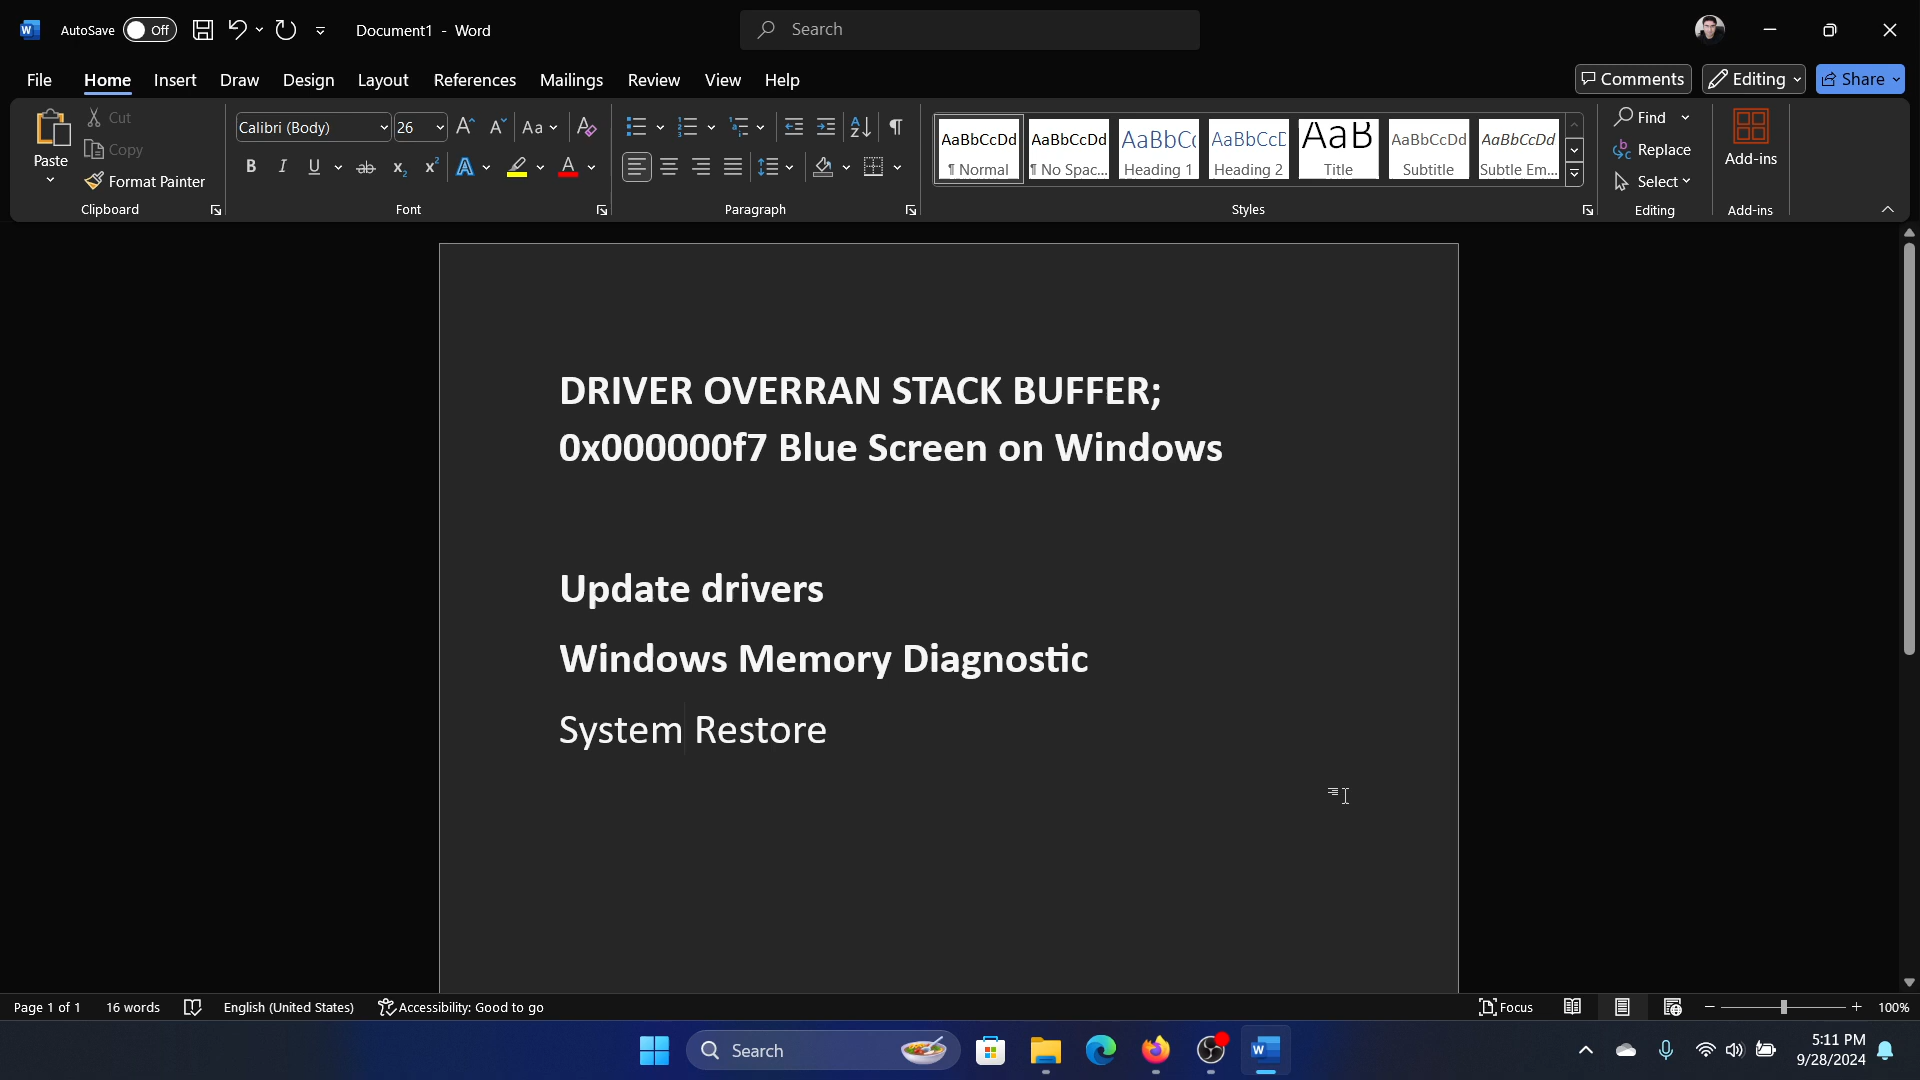 AutoSave Off Document1 - Word Search
File Home Insert Draw Design Layout References Mailings Review View Help Comments Editing Share
Paste
Cut
Copy
Format Painter
Clipboard
Calibri (Body) 26
Font
Paragraph
AaBbCcDd AaBbCcDd AaBbCc AaBbCcD AaB AaBbCcDd AaBbCcDd
¶ Normal ¶ No Spac... Heading 1 Heading 2 Title Subtitle Subtle Em...
Styles
Find
Replace
Select
Editing
Add-ins
Add-ins
DRIVER OVERRAN STACK BUFFER;
0x000000f7 Blue Screen on Windows
Update drivers
Windows Memory Diagnostic
System Restore
Page 1 of 1 16 words English (United States) Accessibility: Good to go Focus 100%
Search
5:11 PM
9/28/2024